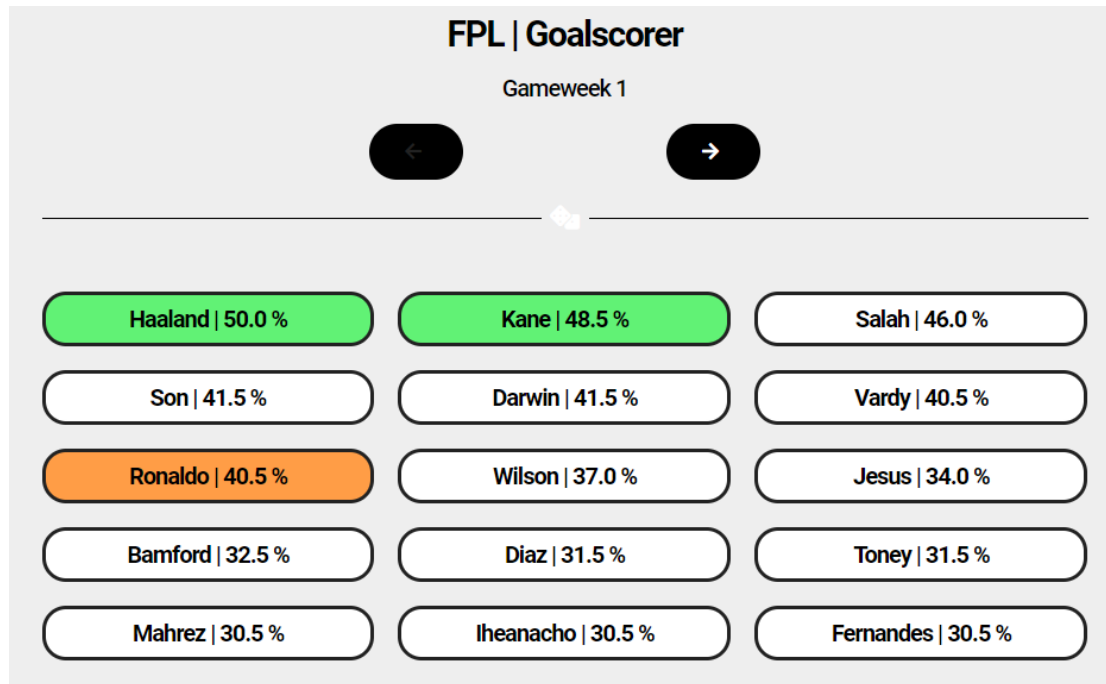 FPL | Goalscorer
Gameweek 1
Haaland | 50.0 %
Kane | 48.5 %
Salah | 46.0 %
Son | 41.5 %
Darwin | 41.5 %
Vardy | 40.5 %
Ronaldo | 40.5 %
Wilson | 37.0 %
Jesus | 34.0 %
Bamford | 32.5 %
Diaz | 31.5 %
Toney | 31.5 %
Mahrez | 30.5 %
Iheanacho | 30.5 %
Fernandes | 30.5 %